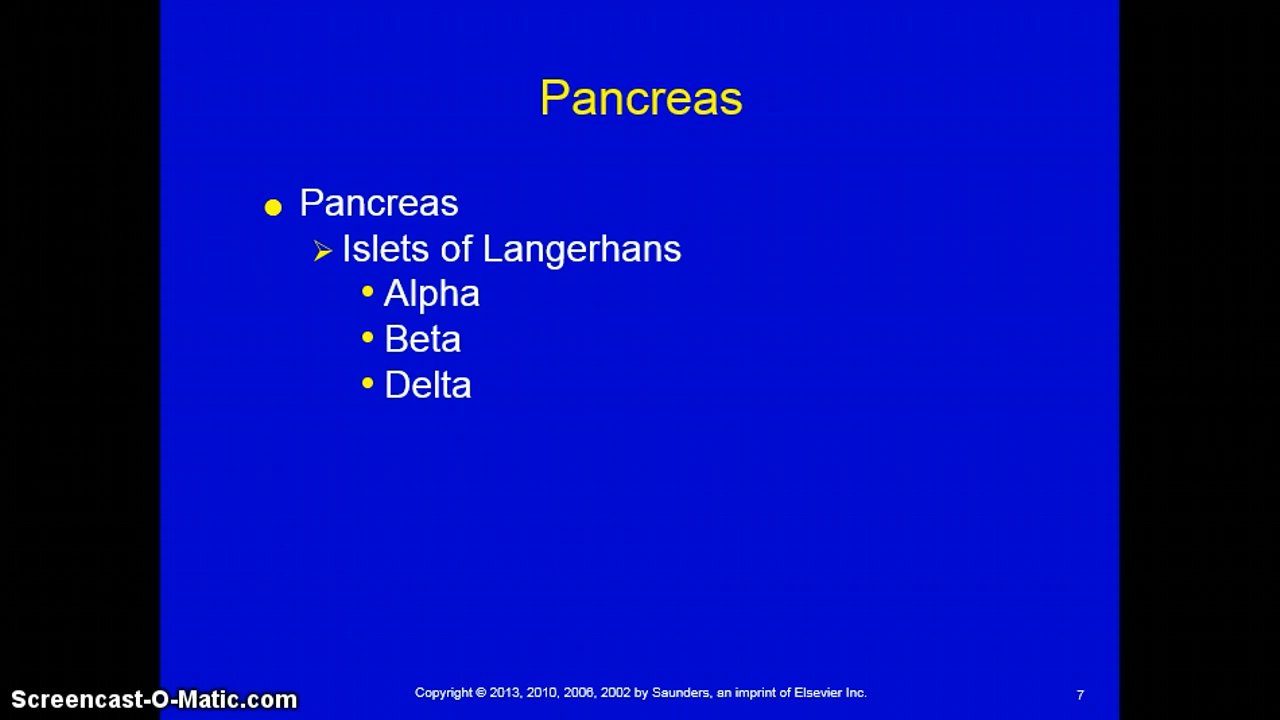 Pancreas
Pancreas
Islets of Langerhans
Alpha
Beta
Delta
Copyright © 2013, 2010, 2006, 2002 by Saunders, an imprint of Elsevier Inc.
7
Screencast-O-Matic.com